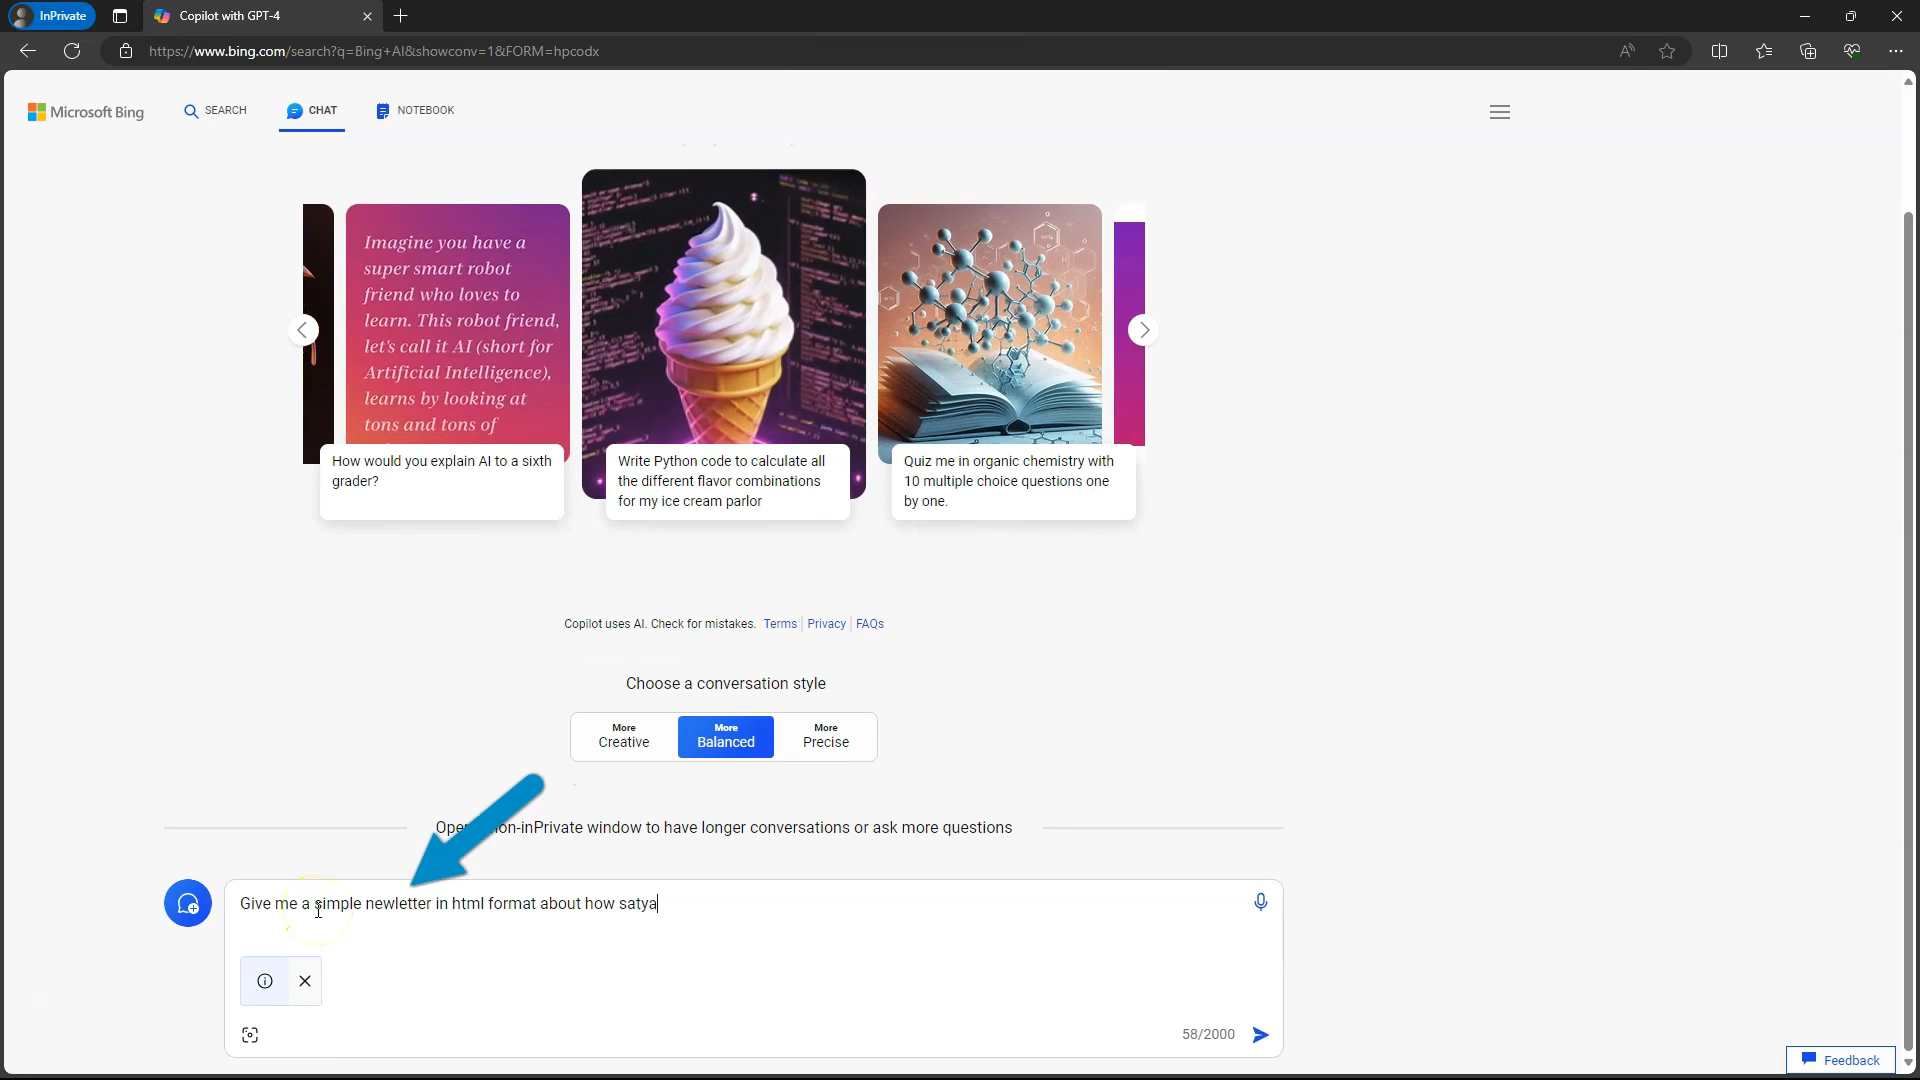 InPrivate
Copilot with GPT-4
https://www.bing.com/search?q=Bing+AI&showconv=1&FORM=hpcodx
Microsoft Bing
SEARCH
CHAT
NOTEBOOK
Imagine you have a
super smart robot
friend who loves to
learn. This robot friend,
let's call it AI (short for
Artificial Intelligence),
learns by looking at
tons and tons of
How would you explain AI to a sixth
grader?
Write Python code to calculate all
the different flavor combinations
for my ice cream parlor
Quiz me in organic chemistry with
10 multiple choice questions one
by one.
Copilot uses AI. Check for mistakes. Terms Privacy FAQs
Choose a conversation style
More
Creative
More
Balanced
More
Precise
inPrivate window to have longer conversations or ask more questions
Give me a simple newletter in html format about how satya
58/2000
Feedback